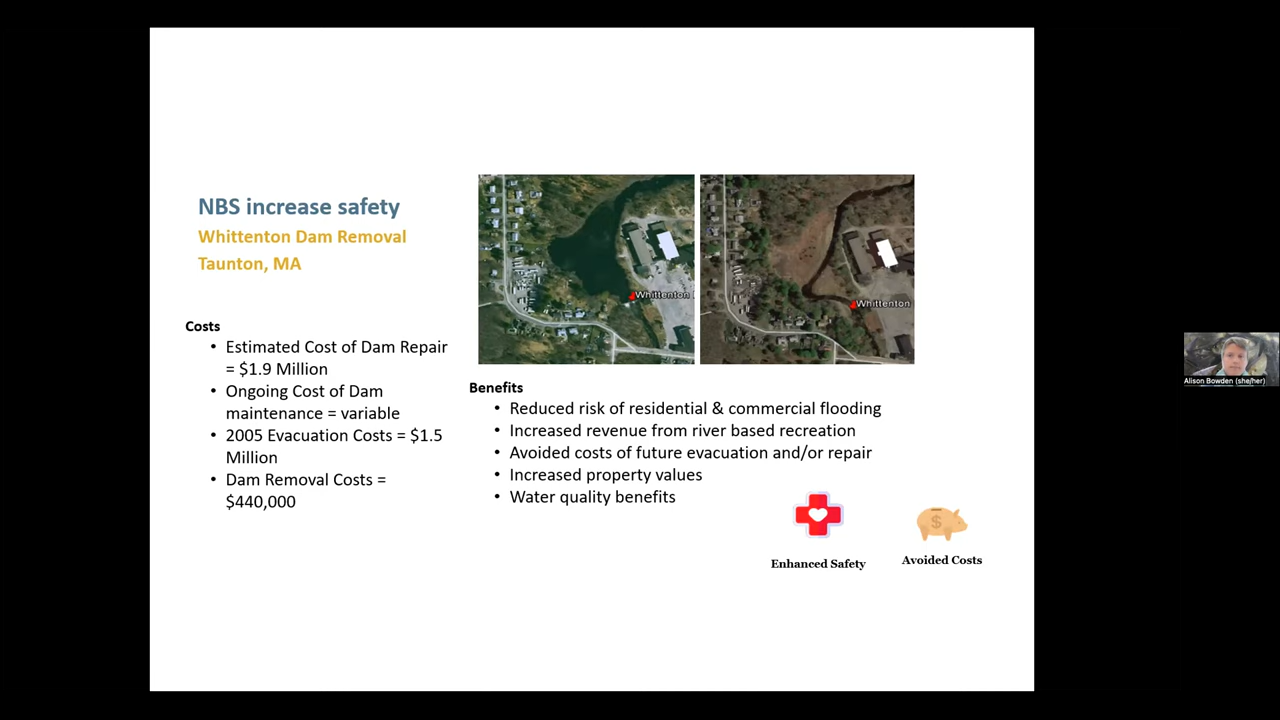 NBS increase safety
Whittenton Dam Removal
Taunton, MA
Costs
• Estimated Cost of Dam Repair
= $1.9 Million
• Ongoing Cost of Dam
maintenance = variable
• 2005 Evacuation Costs = $1.5
Million
• Dam Removal Costs =
$440,000
Whittenton
Whittenton
Benefits
• Reduced risk of residential & commercial flooding
• Increased revenue from river based recreation
• Avoided costs of future evacuation and/or repair
• Increased property values
• Water quality benefits
$
Enhanced Safety
Avoided Costs
Alison Bowden (she/her)